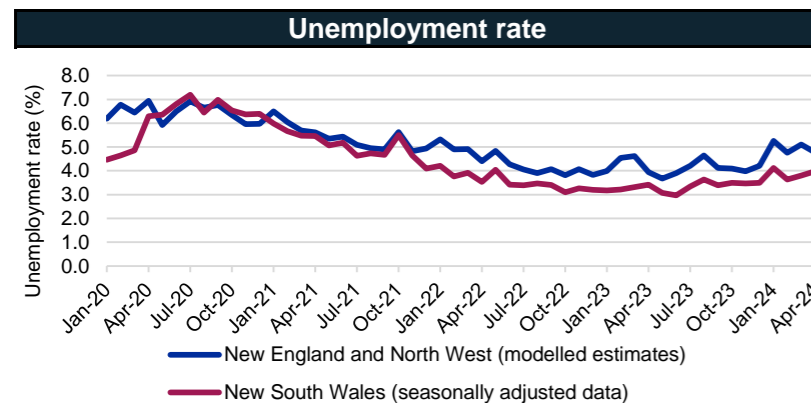 Unemployment rate
Unemployment rate (%)
8.0
7.0
6.0
5.0
4.0
3.0
2.0
1.0
0.0
Jan-20
Apr-20
Jul-20
Oct-20
Jan-21
Apr-21
Jul-21
Oct-21
Jan-22
Apr-22
Jul-22
Oct-22
Jan-23
Apr-23
Jul-23
Oct-23
Jan-24
Apr-24
New England and North West (modelled estimates)
New South Wales (seasonally adjusted data)